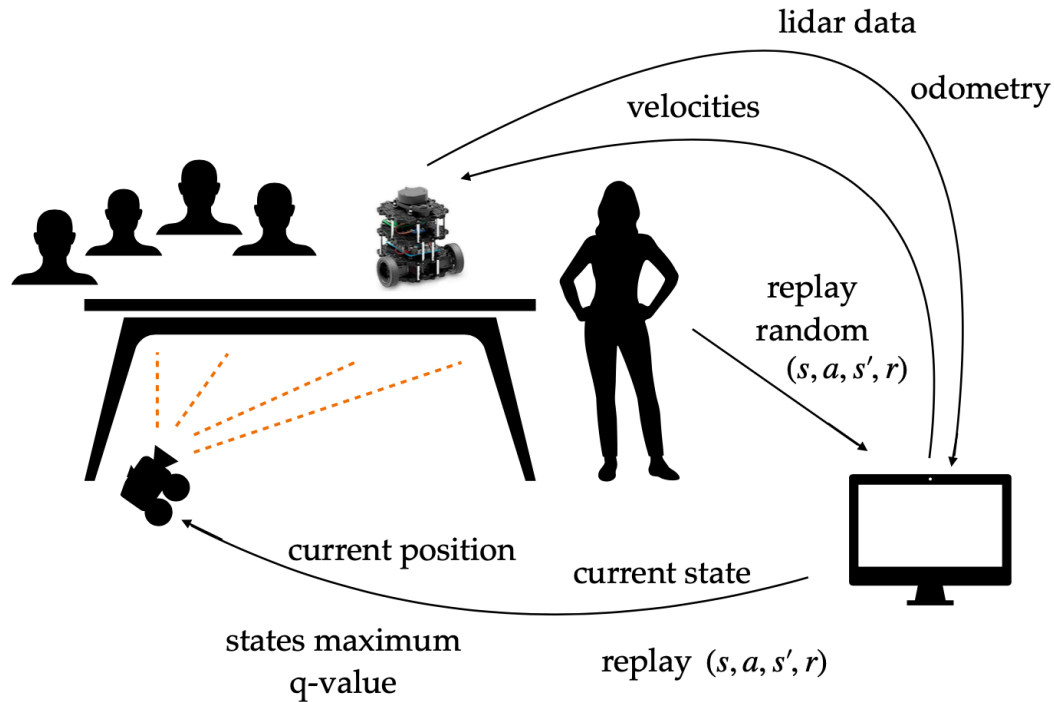 lidar data
odometry
velocities
replay
random
(s, a, s′, r)
current position
current state
states maximum
q-value
replay (s, a, s′, r)